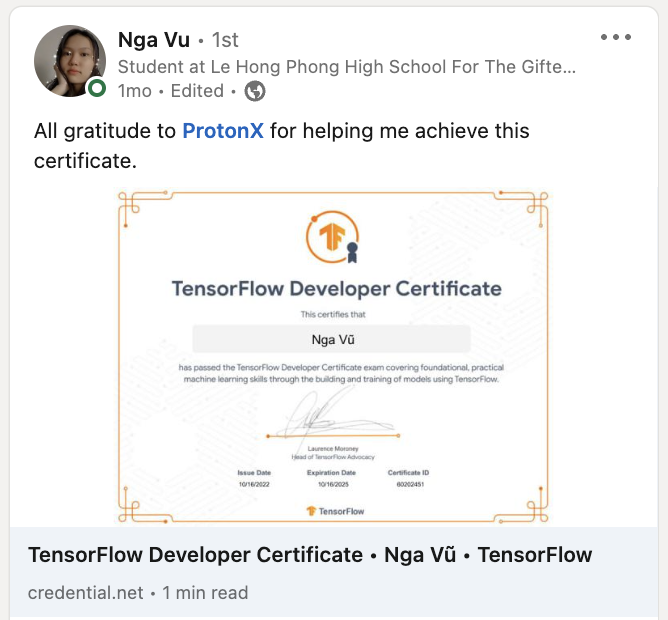 Nga Vu • 1st
Student at Le Hong Phong High School For The Gifte...
1mo • Edited •
All gratitude to ProtonX for helping me achieve this
certificate.
TensorFlow Developer Certificate
This certifies that
Nga Vũ
has passed the TensorFlow Developer Certificate exam covering foundational, practical
machine learning skills through the building and training of models using TensorFlow.
Laurence Moroney
Head of TensorFlow Advocacy
Issue Date Expiration Date Certificate ID
10/16/2022 10/16/2025 60202451
TensorFlow
TensorFlow Developer Certificate • Nga Vũ • TensorFlow
credential.net • 1 min read